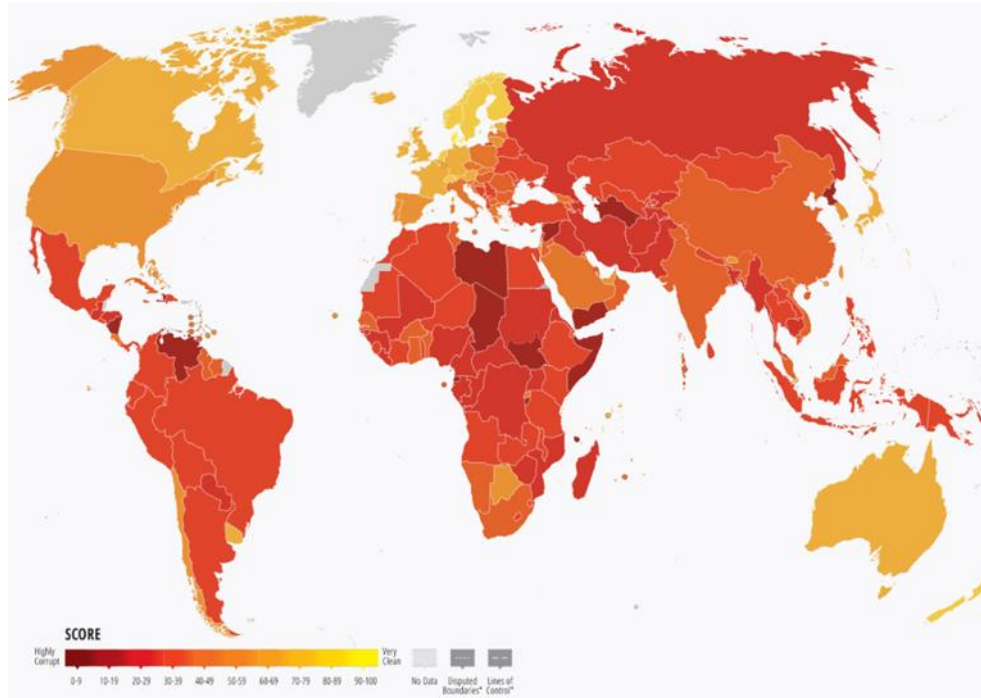 SCORE
Highly Corrupt
Very Clean
0-9 10-19 20-29 30-39 40-49 50-59 60-69 70-79 80-89 90-100
No Data
Disputed Boundaries*
Lines of Control*